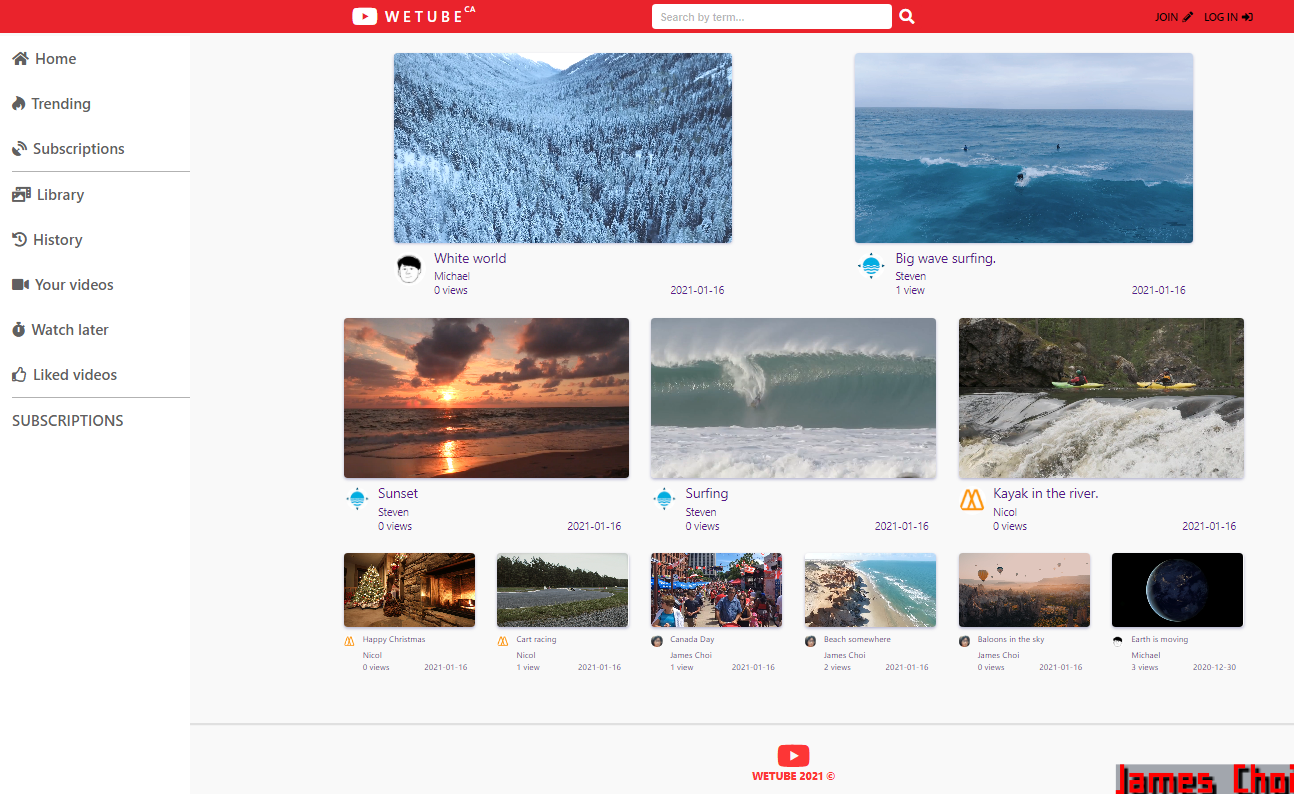 WETUBE CA
Search by term...
JOIN LOG IN
Home
Trending
Subscriptions
Library
History
Your videos
Watch later
Liked videos
SUBSCRIPTIONS
White world
Michael
0 views 2021-01-16
Big wave surfing.
Steven
1 view 2021-01-16
Sunset
Steven
0 views 2021-01-16
Surfing
Steven
0 views 2021-01-16
Kayak in the river.
Nicol
0 views 2021-01-16
Happy Christmas
Nicol
0 views 2021-01-16
Cart racing
Nicol
1 view 2021-01-16
Canada Day
James Choi
1 view 2021-01-16
Beach somewhere
James Choi
2 views 2021-01-16
Baloons in the sky
James Choi
0 views 2021-01-16
Earth is moving
Michael
3 views 2020-12-30
WETUBE 2021 ©
James Choi